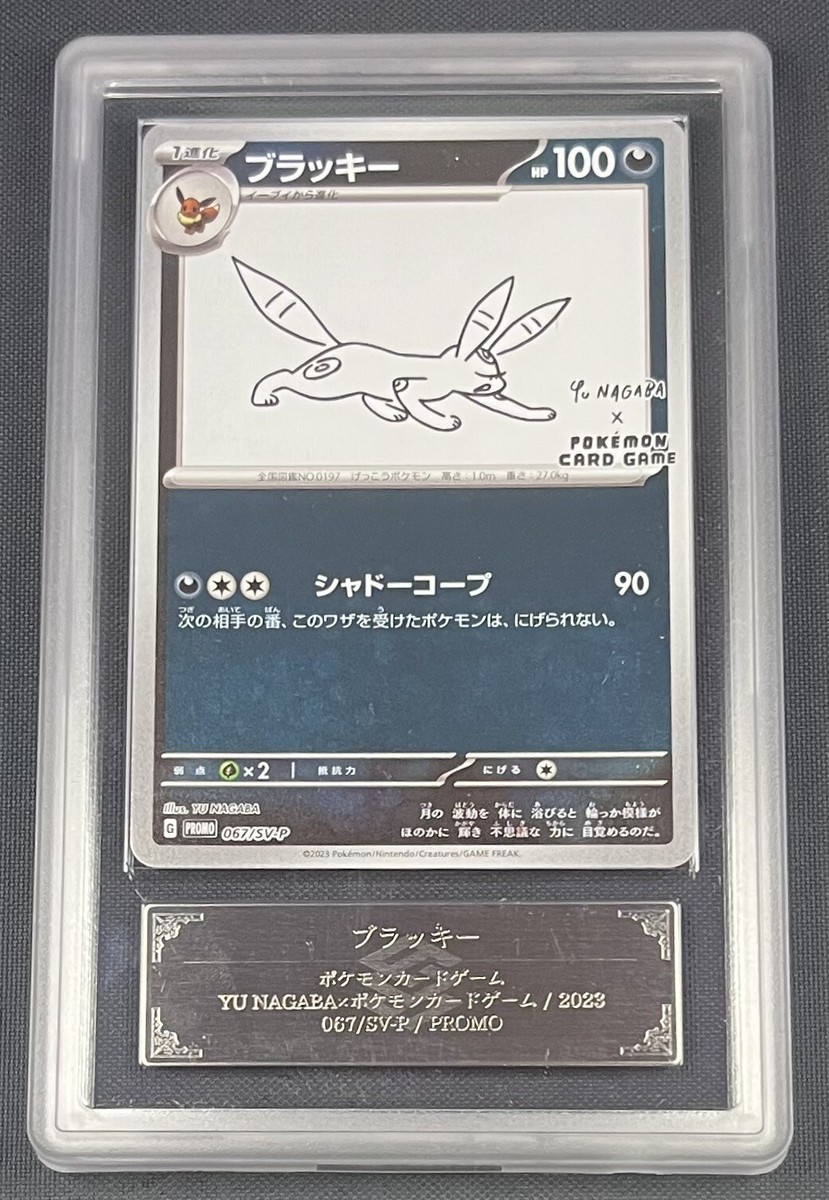 1進化
ブラッキー
HP 100
イーブイから進化
Yu NAGABA
×
POKÉMON
CARD GAME
全国図鑑NO.0197 げっこうポケモン 高さ:1.0m 重さ:27.0kg
シャドーコープ 90
次の相手の番、このワザを受けたポケモンは、にげられない。
弱点 ×2 抵抗力 にげる
Illus. YU NAGABA
G PROMO 067/SV-P
月の 波動を 体に 浴びると 輪っか模様が
ほのかに 輝き 不思議な 力に 目覚めるのだ。
©2023 Pokémon/Nintendo/Creatures/GAME FREAK.
ブラッキー
ポケモンカードゲーム
YU NAGABA×ポケモンカードゲーム / 2023
067/SV-P / PROMO